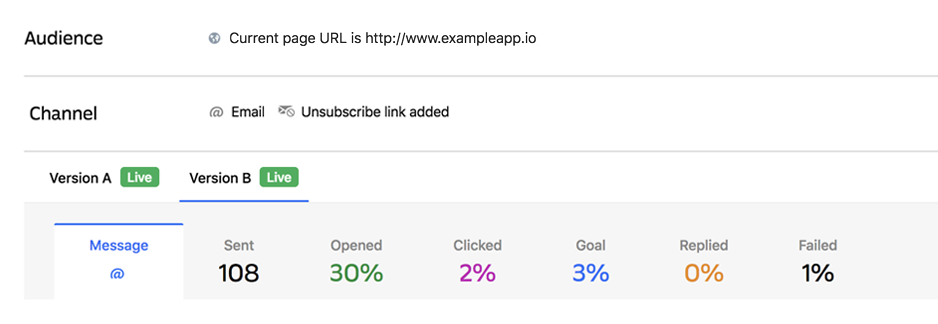 Audience Current page URL is http://www.exampleapp.io
Channel @ Email Unsubscribe link added
Version A Live Version B Live
Message Sent Opened Clicked Goal Replied Failed
@ 108 30% 2% 3% 0% 1%